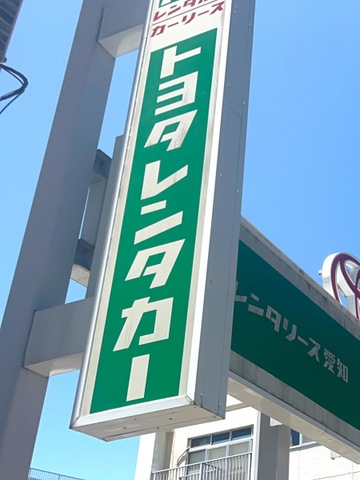 レンタル
カーリース
トヨタレンタカー
レンタリース愛知